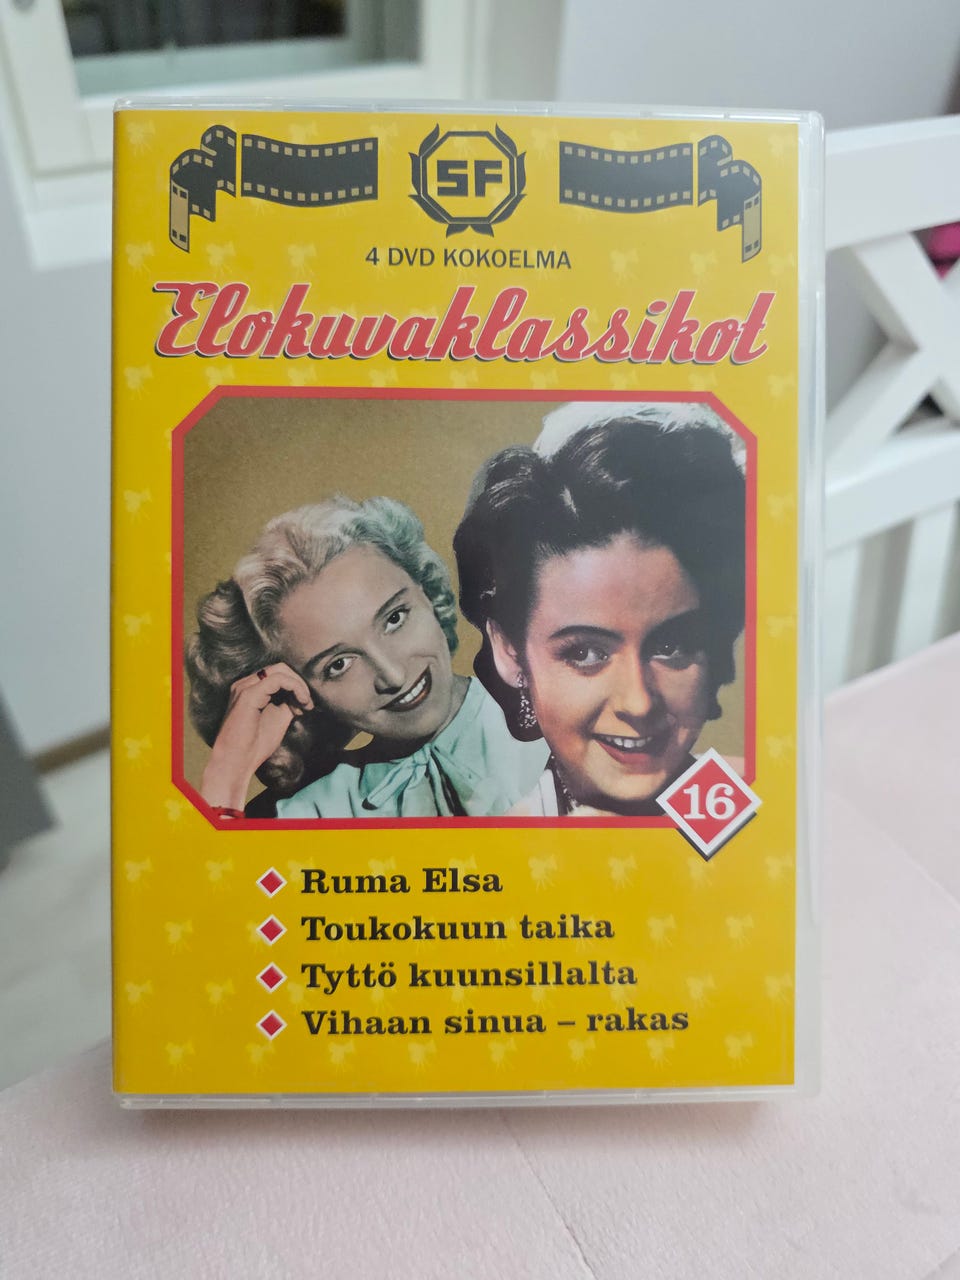 SF
4 DVD KOKOELMA
Elokuvaklassikot
16
Ruma Elsa
Toukokuun taika
Tyttö kuunsillalta
Vihaan sinua – rakas